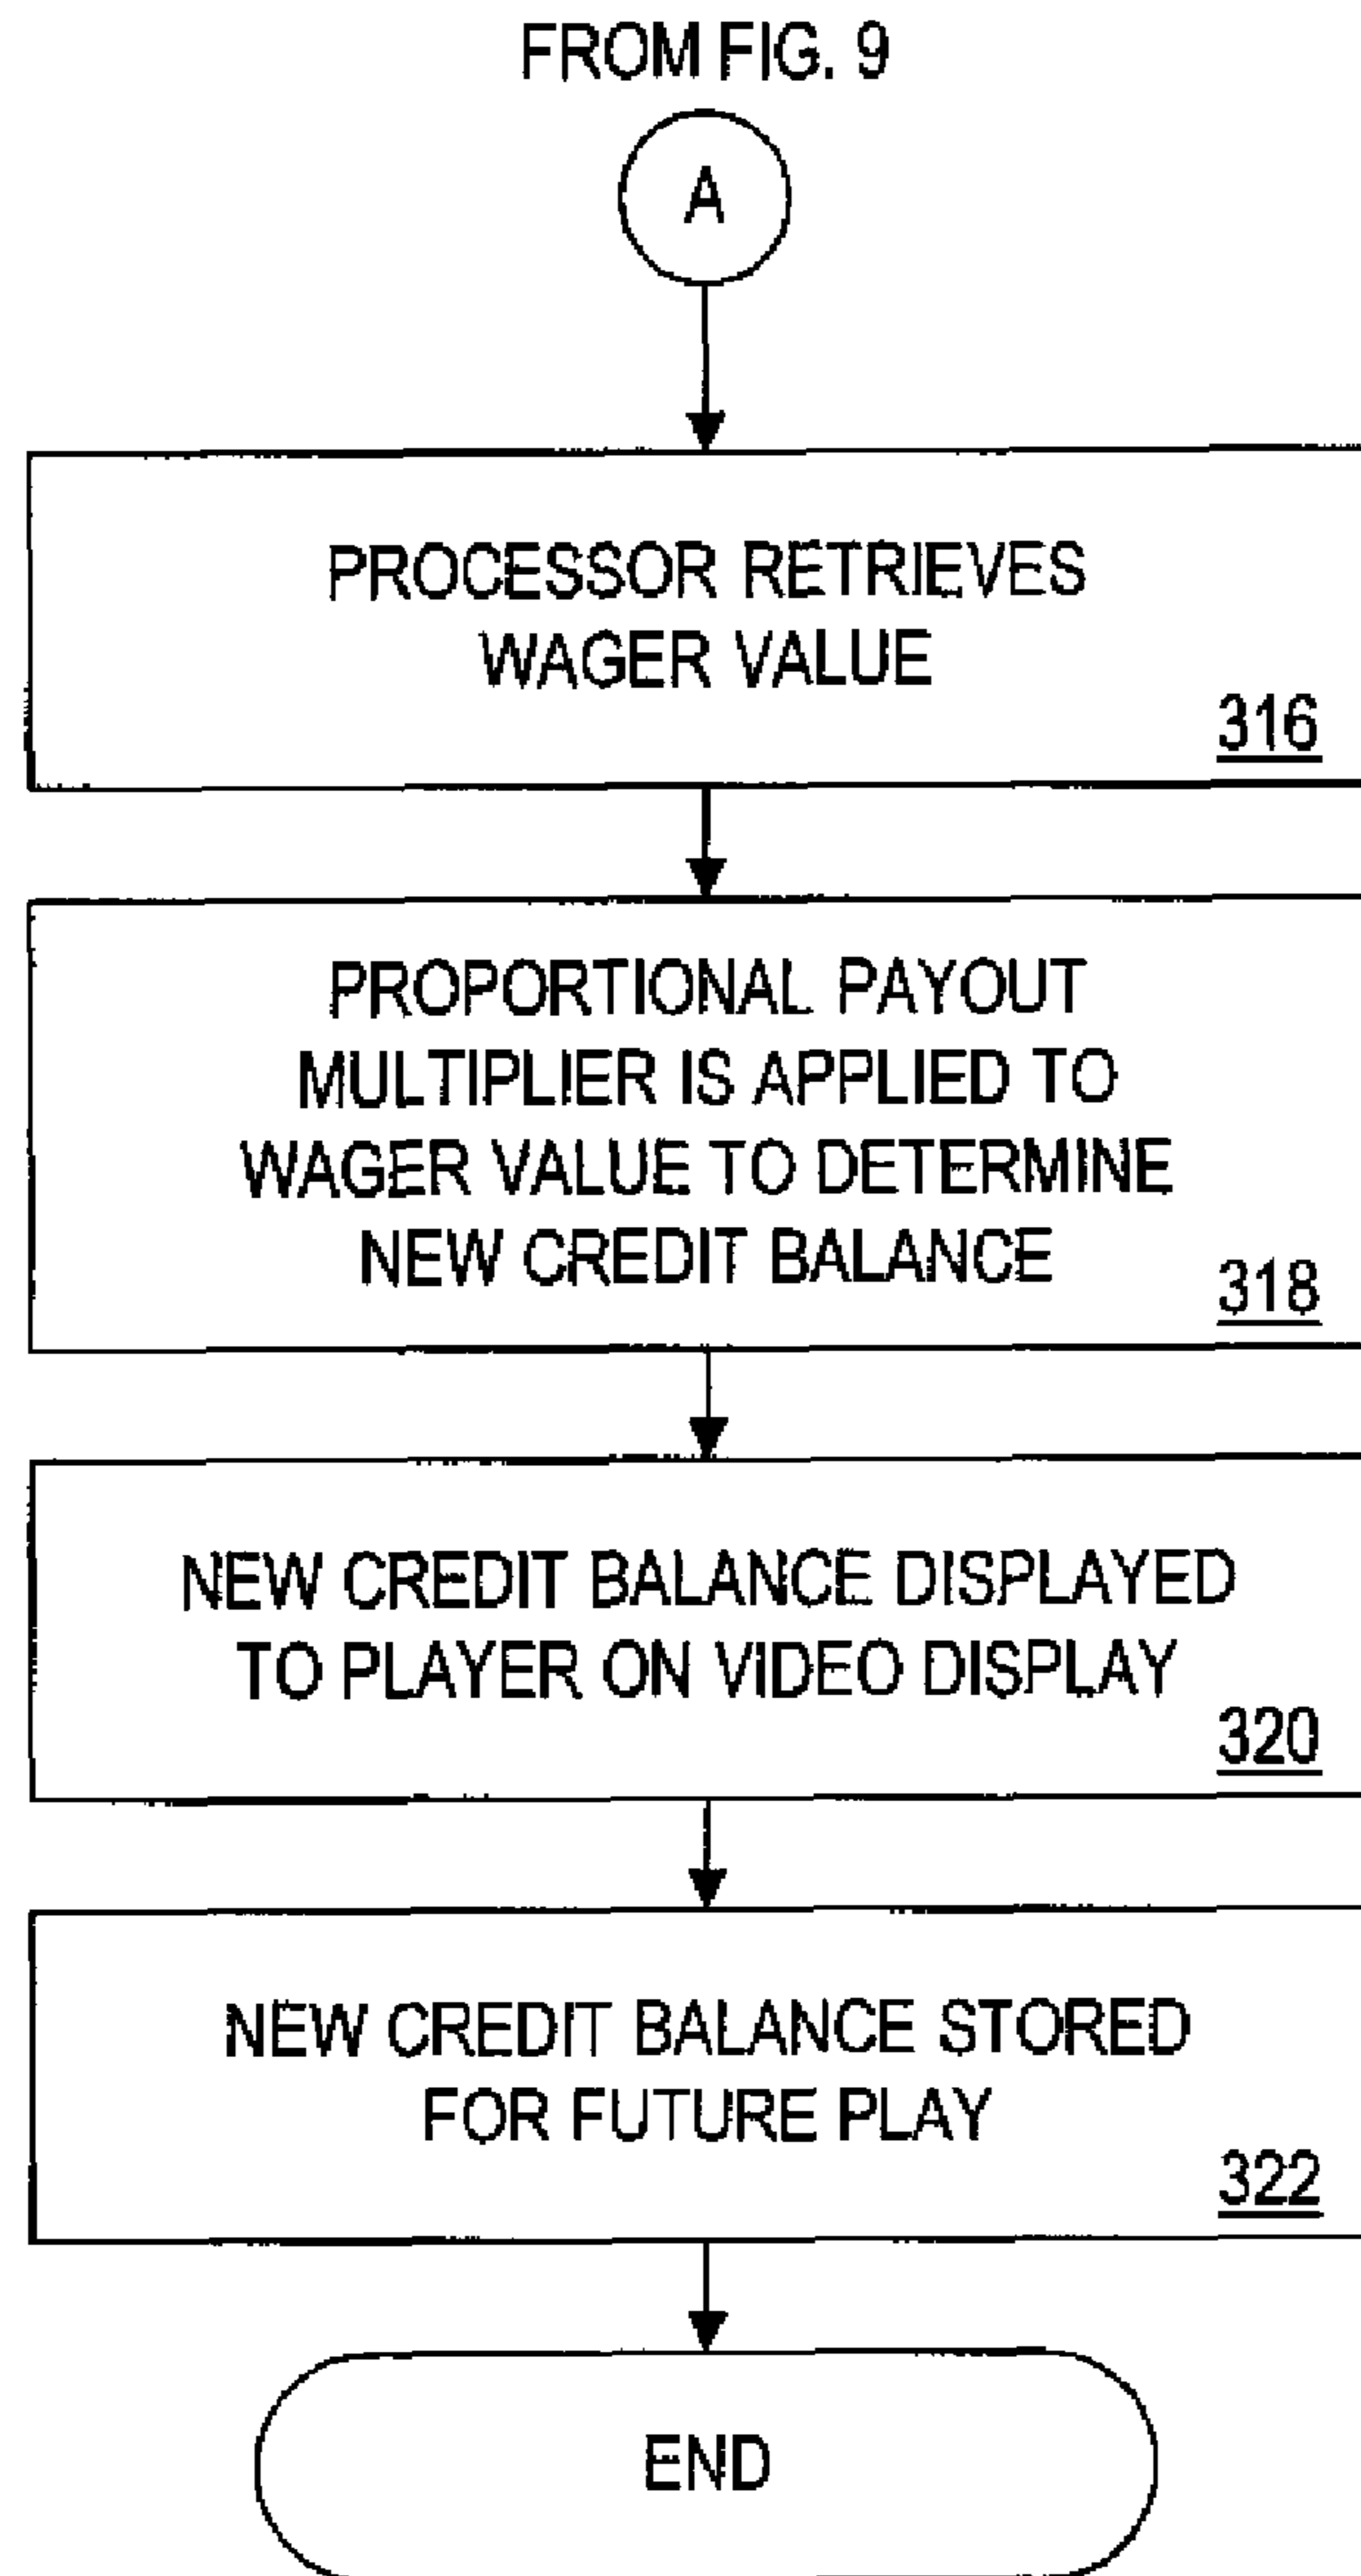 FROM FIG. 9
A
PROCESSOR RETRIEVES
WAGER VALUE
316
PROPORTIONAL PAYOUT
MULTIPLIER IS APPLIED TO
WAGER VALUE TO DETERMINE
NEW CREDIT BALANCE
318
NEW CREDIT BALANCE DISPLAYED
TO PLAYER ON VIDEO DISPLAY
320
NEW CREDIT BALANCE STORED
FOR FUTURE PLAY
322
END